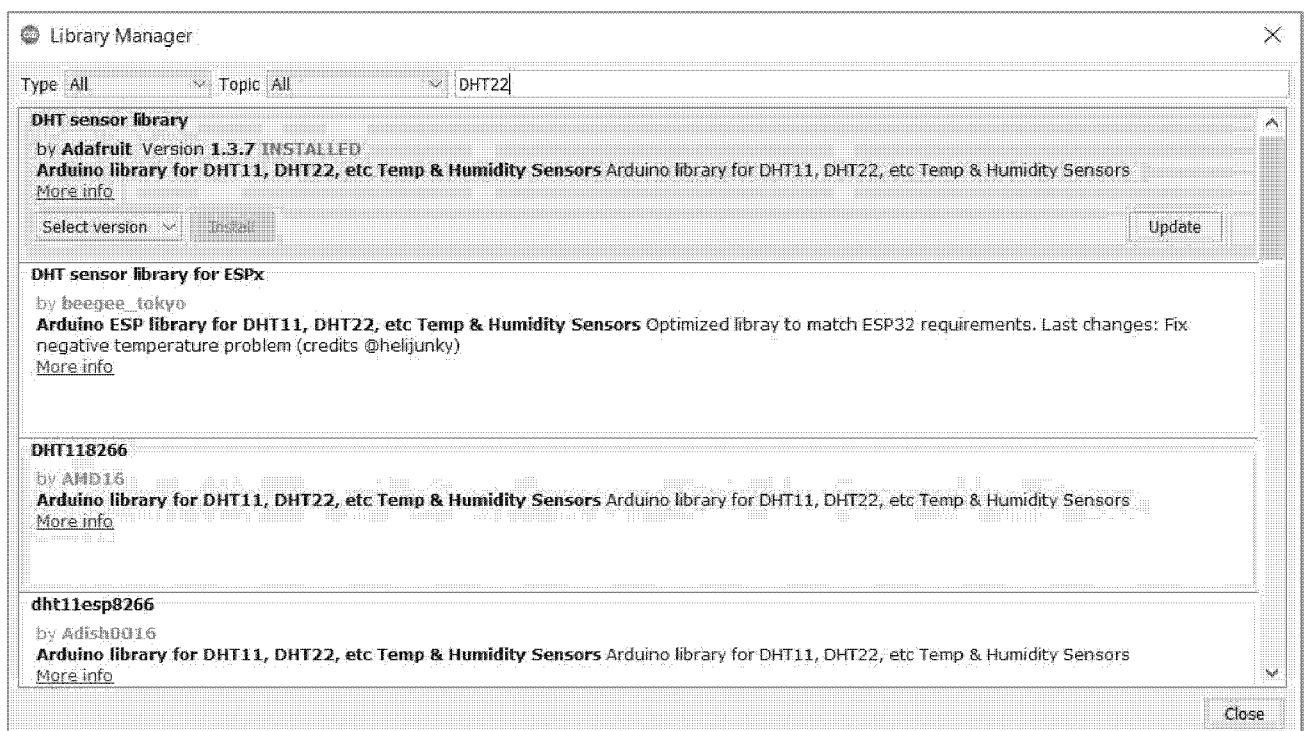 Library Manager
Type All Topic All DHT22
DHT sensor library
by Adafruit Version 1.3.7 INSTALLED
Arduino library for DHT11, DHT22, etc Temp & Humidity Sensors Arduino library for DHT11, DHT22, etc Temp & Humidity Sensors
More info
Select version Install Update
DHT sensor library for ESPx
by beegee_tokyo
Arduino ESP library for DHT11, DHT22, etc Temp & Humidity Sensors Optimized libray to match ESP32 requirements. Last changes: Fix
negative temperature problem (credits @helijunky)
More info
DHT118266
by AMD16
Arduino library for DHT11, DHT22, etc Temp & Humidity Sensors Arduino library for DHT11, DHT22, etc Temp & Humidity Sensors
More info
dht11esp8266
by Adish0016
Arduino library for DHT11, DHT22, etc Temp & Humidity Sensors Arduino library for DHT11, DHT22, etc Temp & Humidity Sensors
More info
Close